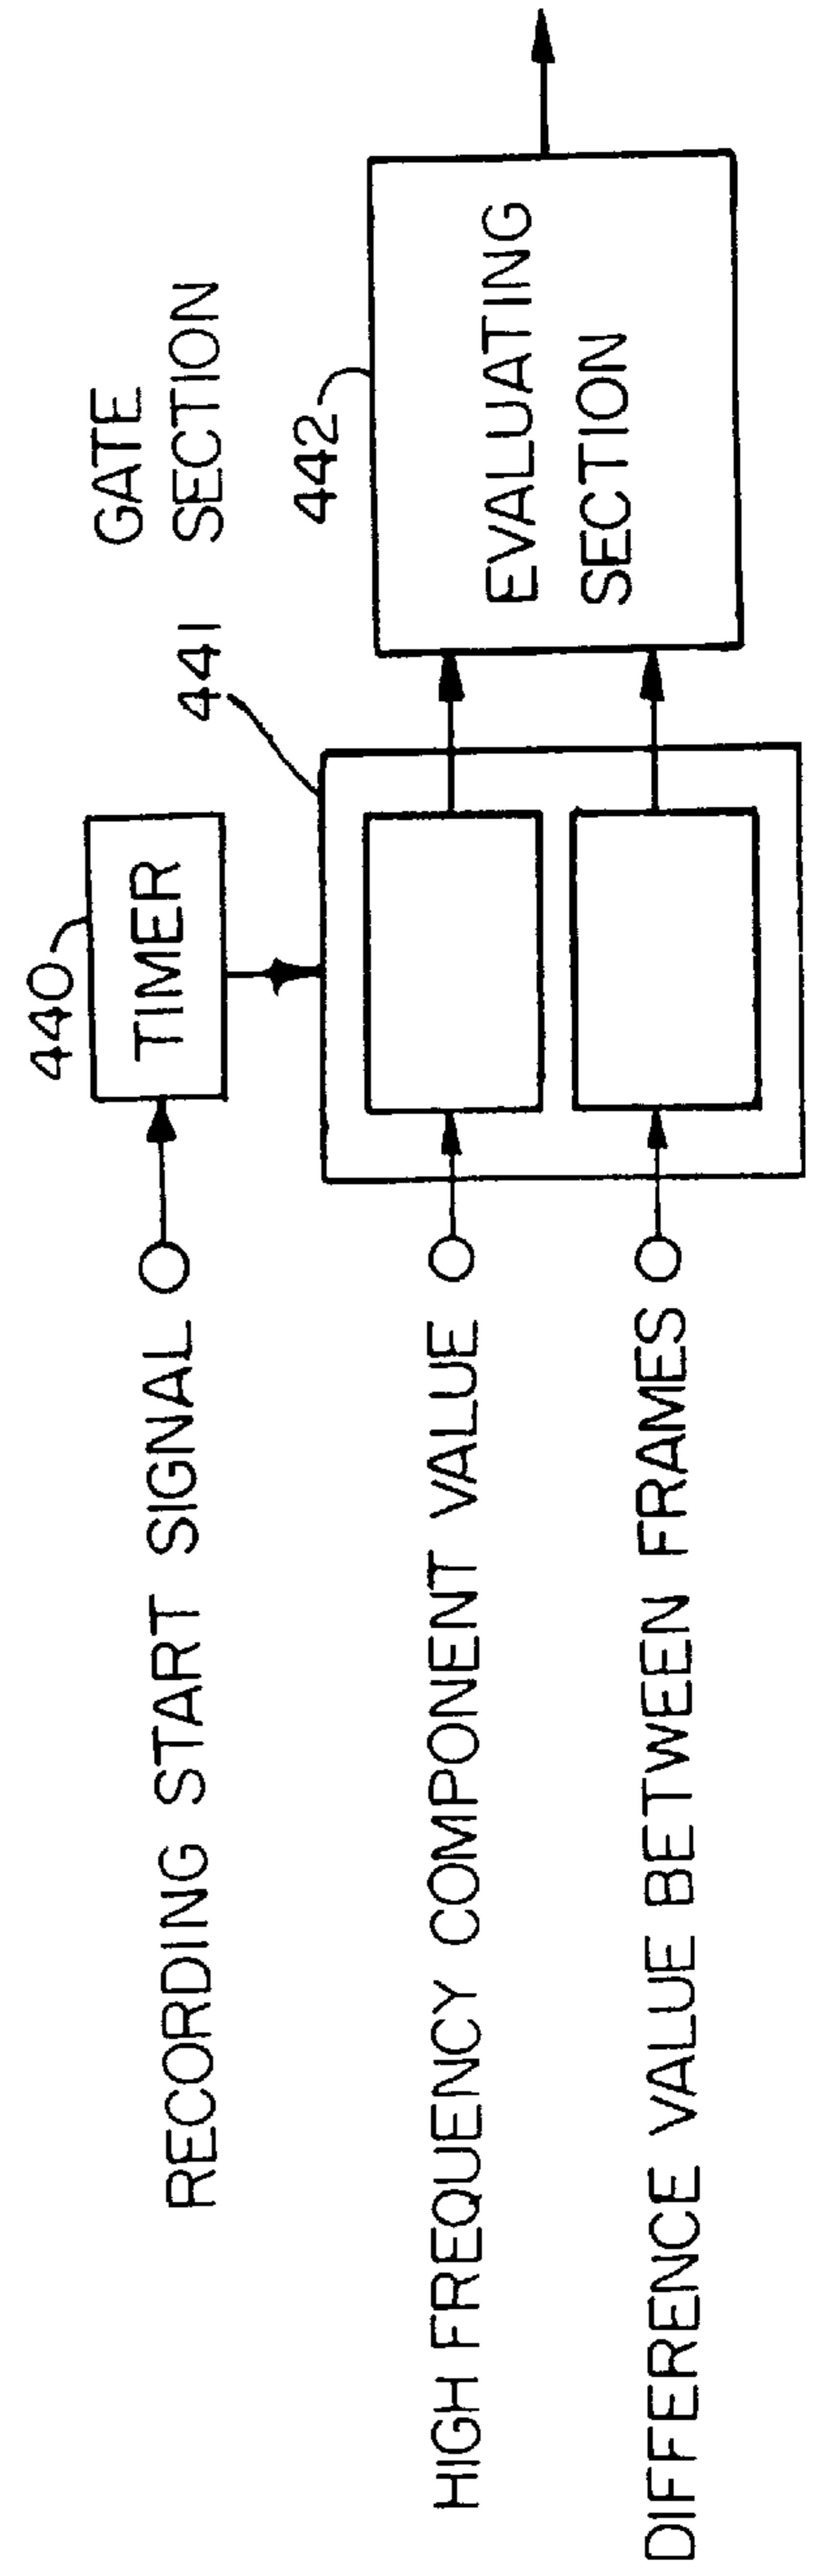 GATE
SECTION
440
441
TIMER
442
RECORDING START SIGNAL
HIGH FREQUENCY COMPONENT VALUE
DIFFERENCE VALUE BETWEEN FRAMES
EVALUATING
SECTION